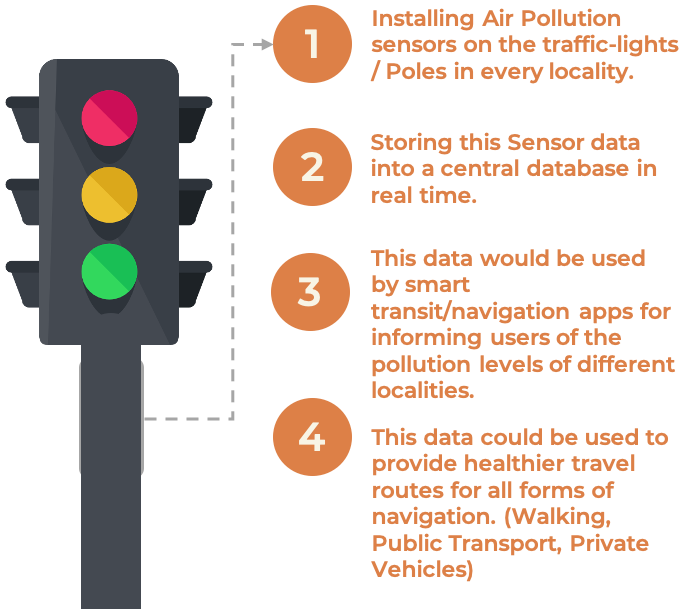 1
Installing Air Pollution
sensors on the traffic-lights
/ Poles in every locality.
2
Storing this Sensor data
into a central database in
real time.
3
This data would be used
by smart
transit/navigation apps for
informing users of the
pollution levels of different
localities.
4
This data could be used to
provide healthier travel
routes for all forms of
navigation. (Walking,
Public Transport, Private
Vehicles)